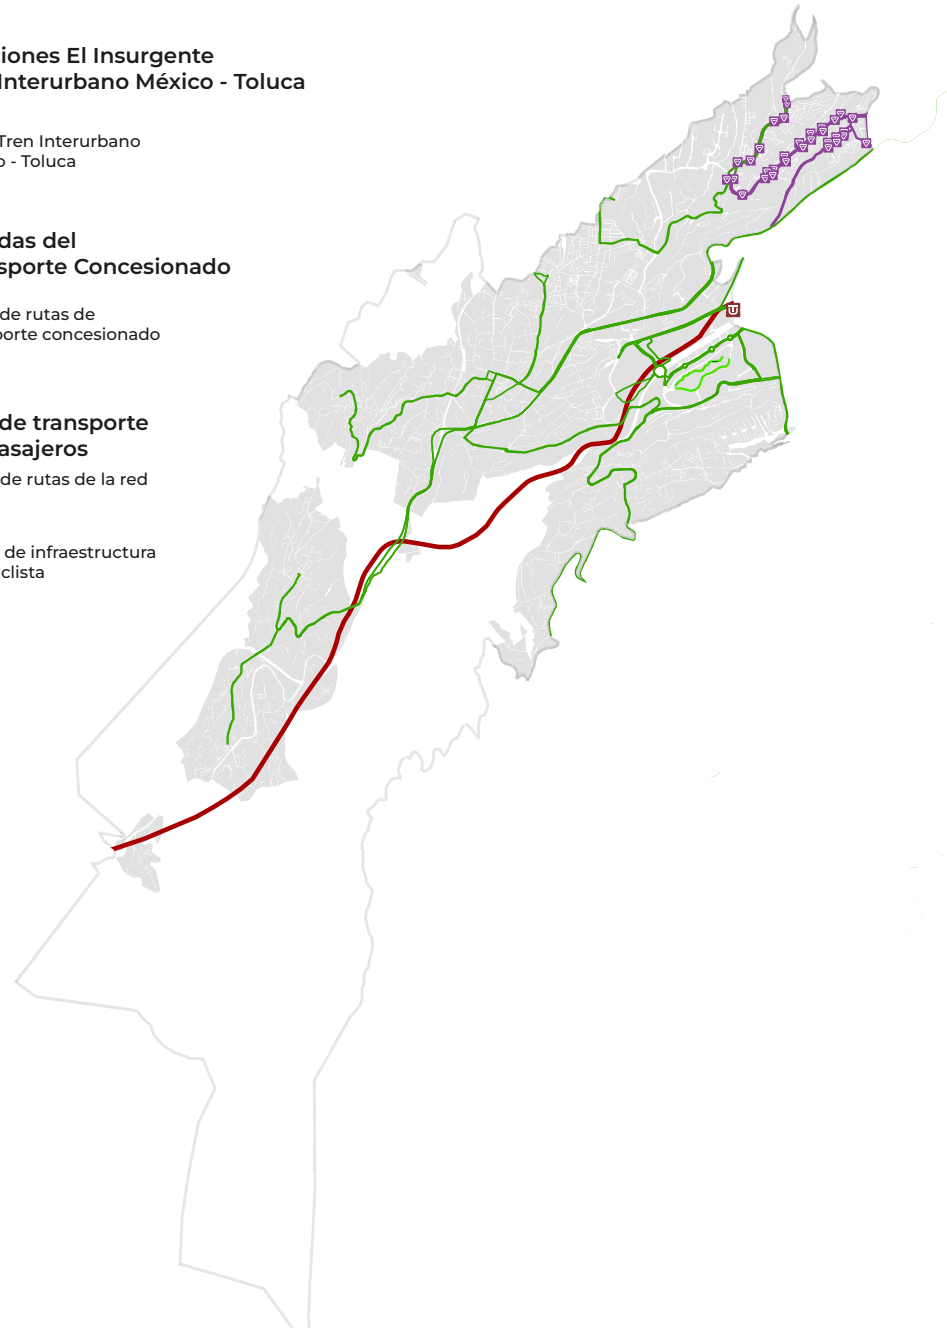 iones El Insurgente
Interurbano México - Toluca
Tren Interurbano
o - Toluca
das del
sporte Concesionado
de rutas de
porte concesionado
de transporte
asajeros
de rutas de la red
de infraestructura
clista